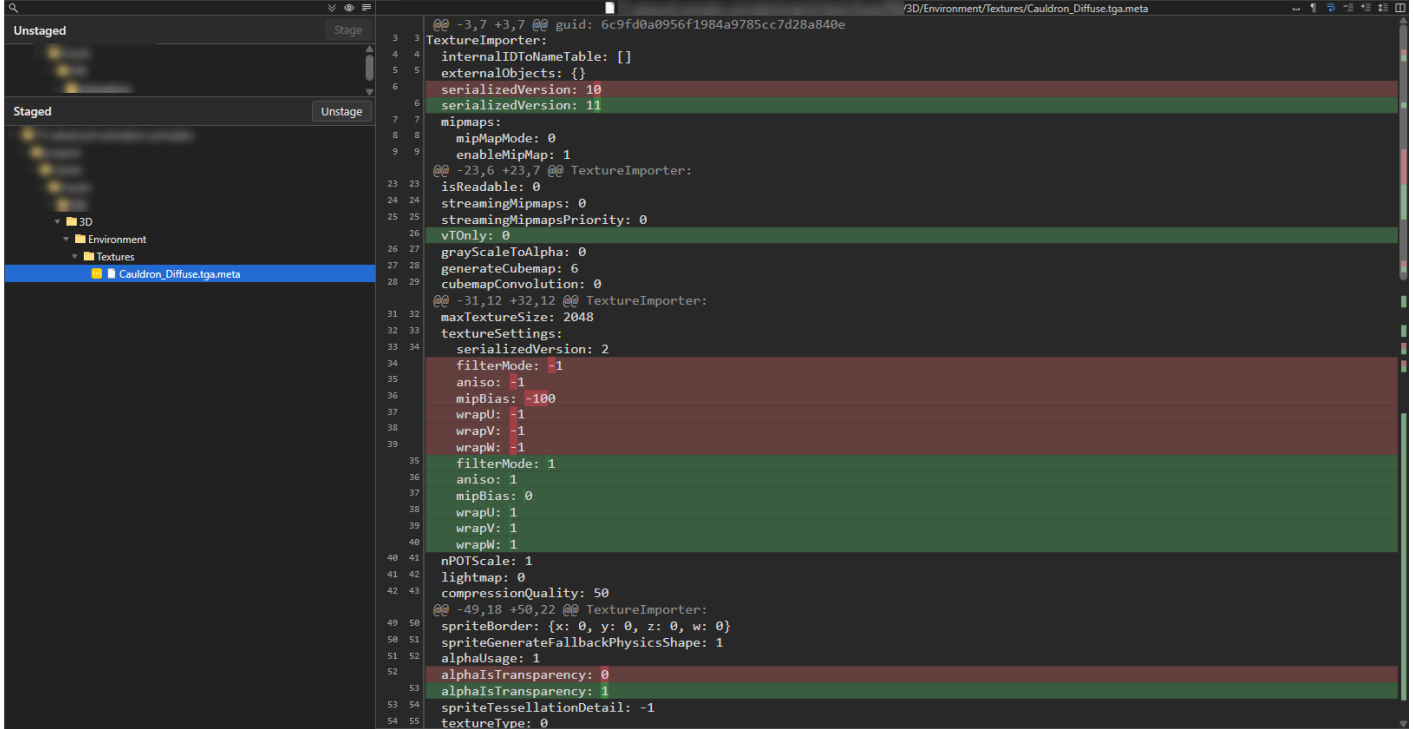 /3D/Environment/Textures/Cauldron_Diffuse.tga.meta
Unstaged
Stage
Staged
Unstage
3D
Environment
Textures
Cauldron_Diffuse.tga.meta
@@ -3,7 +3,7 @@ guid: 6c9fd0a0956f1984a9785cc7d28a840e
3 3 TextureImporter:
4 4 internalIDToNameTable: []
5 5 externalObjects: {}
6 serializedVersion: 10
6 serializedVersion: 11
7 7 mipmaps:
8 8 mipMapMode: 0
9 9 enableMipMap: 1
@@ -23,6 +23,7 @@ TextureImporter:
23 23 isReadable: 0
24 24 streamingMipmaps: 0
25 25 streamingMipmapsPriority: 0
26 vTOnly: 0
26 27 grayScaleToAlpha: 0
27 28 generateCubemap: 6
28 29 cubemapConvolution: 0
@@ -31,12 +32,12 @@ TextureImporter:
31 32 maxTextureSize: 2048
32 33 textureSettings:
33 34 serializedVersion: 2
34 filterMode: -1
35 aniso: -1
36 mipBias: -100
37 wrapU: -1
38 wrapV: -1
39 wrapW: -1
35 filterMode: 1
36 aniso: 1
37 mipBias: 0
38 wrapU: 1
39 wrapV: 1
40 wrapW: 1
40 41 nPOTScale: 1
41 42 lightmap: 0
42 43 compressionQuality: 50
@@ -49,18 +50,22 @@ TextureImporter:
49 50 spriteBorder: {x: 0, y: 0, z: 0, w: 0}
50 51 spriteGenerateFallbackPhysicsShape: 1
51 52 alphaUsage: 1
52 alphaIsTransparency: 0
53 alphaIsTransparency: 1
53 54 spriteTessellationDetail: -1
54 55 textureType: 0